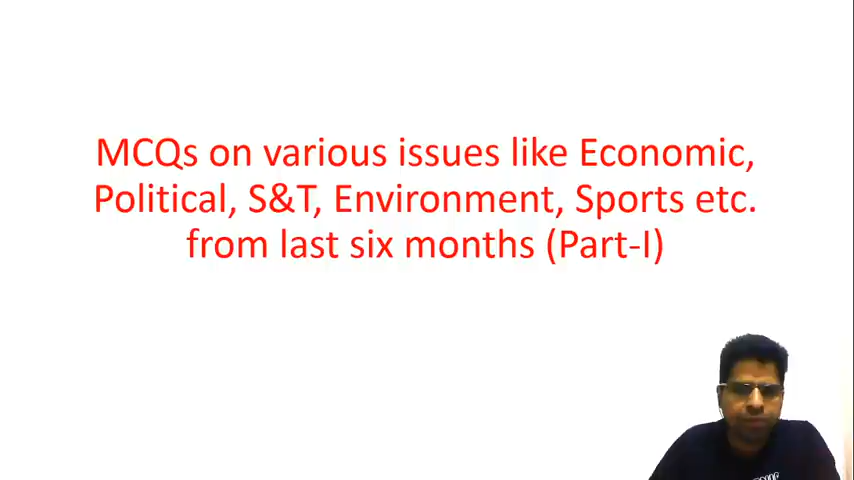 MCQs on various issues like Economic,
Political, S&T, Environment, Sports etc.
from last six months (Part-I)